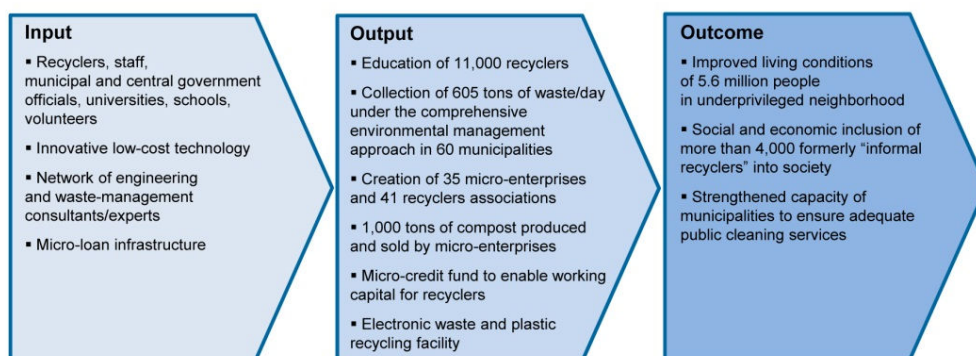 Input
▪ Recyclers, staff,
municipal and central government
officials, universities, schools,
volunteers
▪ Innovative low-cost technology
▪ Network of engineering
and waste-management
consultants/experts
▪ Micro-loan infrastructure
Output
▪ Education of 11,000 recyclers
▪ Collection of 605 tons of waste/day
under the comprehensive
environmental management
approach in 60 municipalities
▪ Creation of 35 micro-enterprises
and 41 recyclers associations
▪ 1,000 tons of compost produced
and sold by micro-enterprises
▪ Micro-credit fund to enable working
capital for recyclers
▪ Electronic waste and plastic
recycling facility
Outcome
▪ Improved living conditions
of 5.6 million people
in underprivileged neighborhood
▪ Social and economic inclusion of
more than 4,000 formerly “informal
recyclers” into society
▪ Strengthened capacity of
municipalities to ensure adequate
public cleaning services